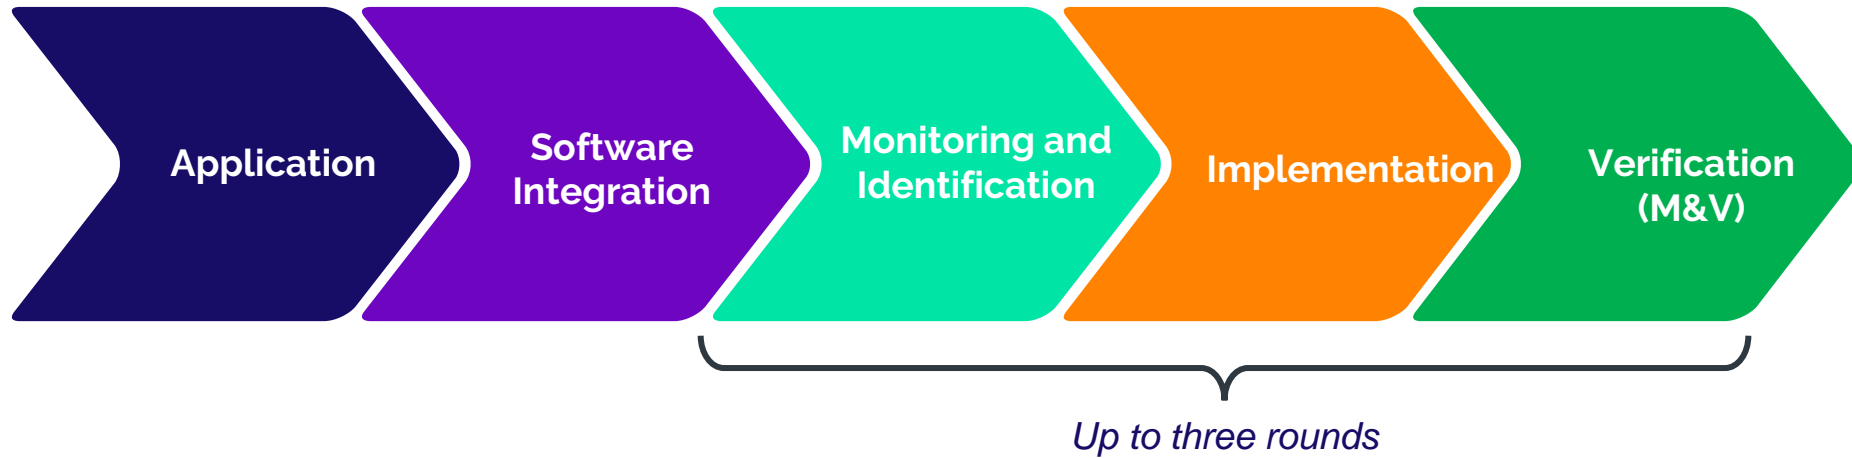 Application
Software
Integration
Monitoring and
Identification
Implementation
Verification
(M&V)
Up to three rounds